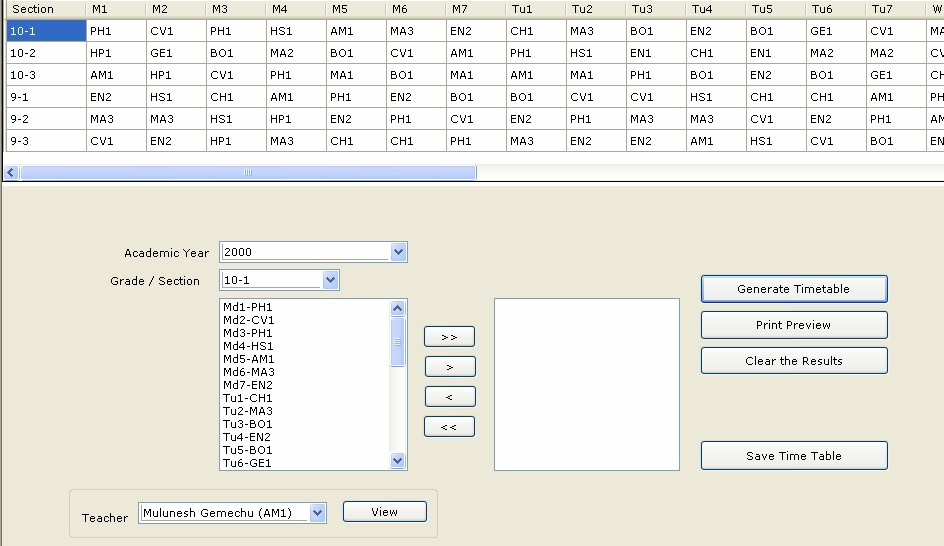 Section M1 M2 M3 M4 M5 M6 M7 Tu1 Tu2 Tu3 Tu4 Tu5 Tu6 Tu7 W
10-1 PH1 CV1 PH1 HS1 AM1 MA3 EN2 CH1 MA3 BO1 EN2 BO1 GE1 CV1 MA
10-2 HP1 GE1 BO1 MA2 BO1 CV1 AM1 PH1 HS1 EN1 CH1 EN1 MA2 MA2 CV
10-3 AM1 HP1 CV1 PH1 MA1 BO1 MA1 AM1 MA1 PH1 BO1 EN2 BO1 GE1 CH
9-1 EN2 HS1 CH1 AM1 PH1 EN2 BO1 BO1 CV1 CV1 HS1 CH1 CH1 AM1 PH
9-2 MA3 MA3 HS1 HP1 EN2 PH1 CV1 EN2 PH1 MA3 MA3 CV1 EN2 PH1 AM
9-3 CV1 EN2 HP1 MA3 CH1 CH1 PH1 MA3 EN2 EN2 AM1 HS1 CV1 BO1 EN
Academic Year 2000
Grade / Section 10-1
Md1-PH1
Md2-CV1
Md3-PH1
Md4-HS1
Md5-AM1
Md6-MA3
Md7-EN2
Tu1-CH1
Tu2-MA3
Tu3-BO1
Tu4-EN2
Tu5-BO1
Tu6-GE1
>>
>
<
<<
Generate Timetable
Print Preview
Clear the Results
Save Time Table
Teacher Mulunesh Gemechu (AM1) View